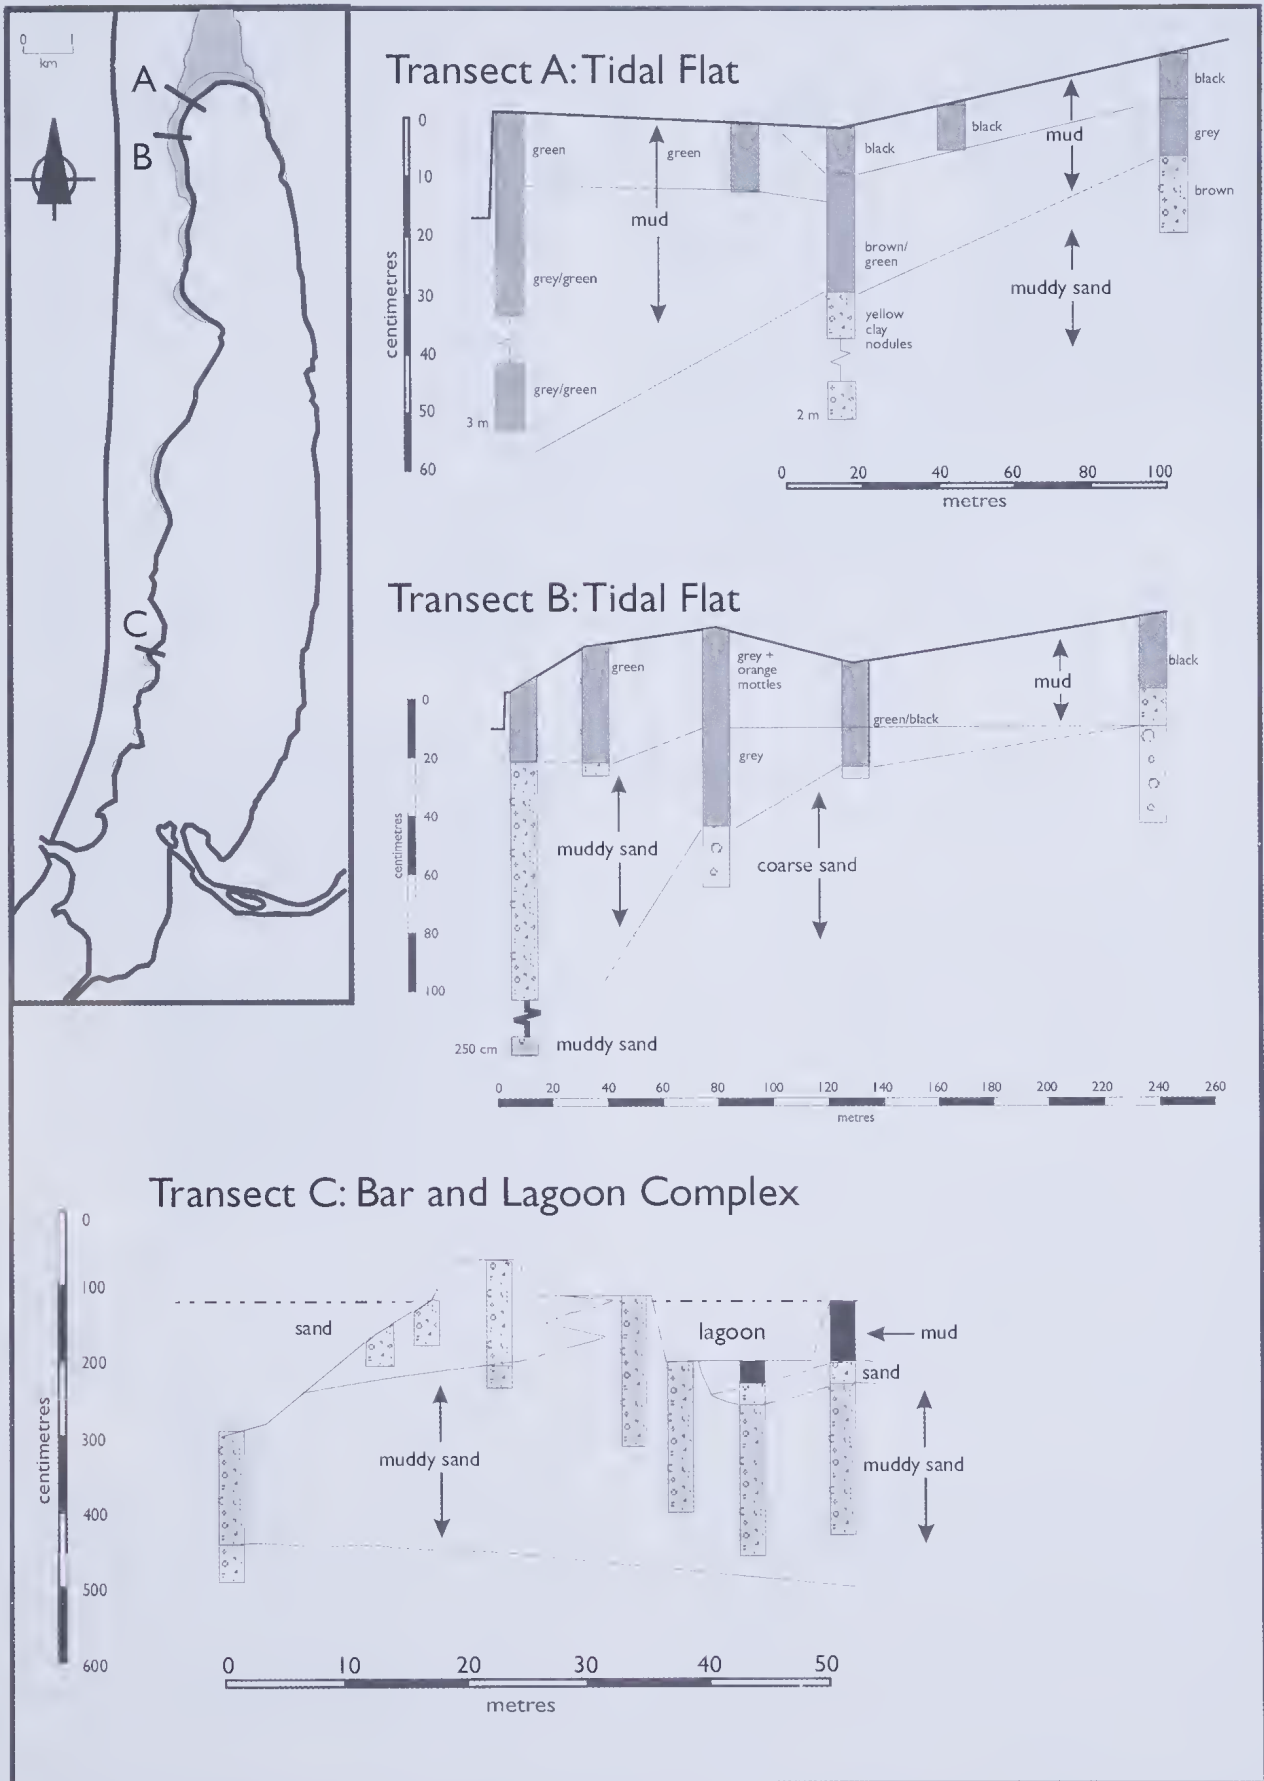 0 1
km
A
B
C
Transect A: Tidal Flat
0
10
20
30
40
50
60
centimetres
green
green
black
black
black
mud
grey
mud
brown
brown/
green
grey/green
muddy sand
yellow
clay
nodules
grey/green
3 m
2 m
0 20 40 60 80 100
metres
Transect B: Tidal Flat
green
grey +
orange
mottles
black
mud
0
20
40
60
80
100
centimetres
green/black
grey
muddy sand
coarse sand
250 cm
muddy sand
0 20 40 60 80 100 120 140 160 180 200 220 240 260
metres
Transect C: Bar and Lagoon Complex
0
100
200
300
400
500
600
centimetres
sand
lagoon
mud
sand
muddy sand
muddy sand
0 10 20 30 40 50
metres